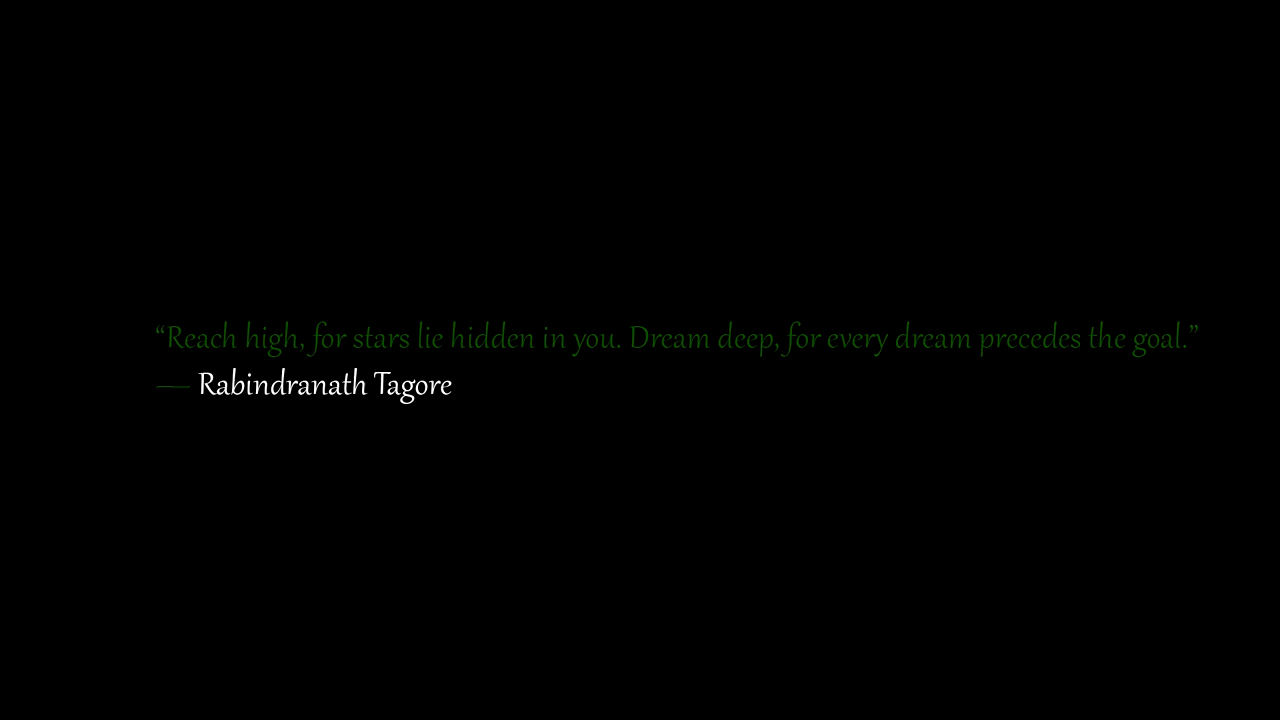 “Reach high, for stars lie hidden in you. Dream deep, for every dream precedes the goal.”
— Rabindranath Tagore